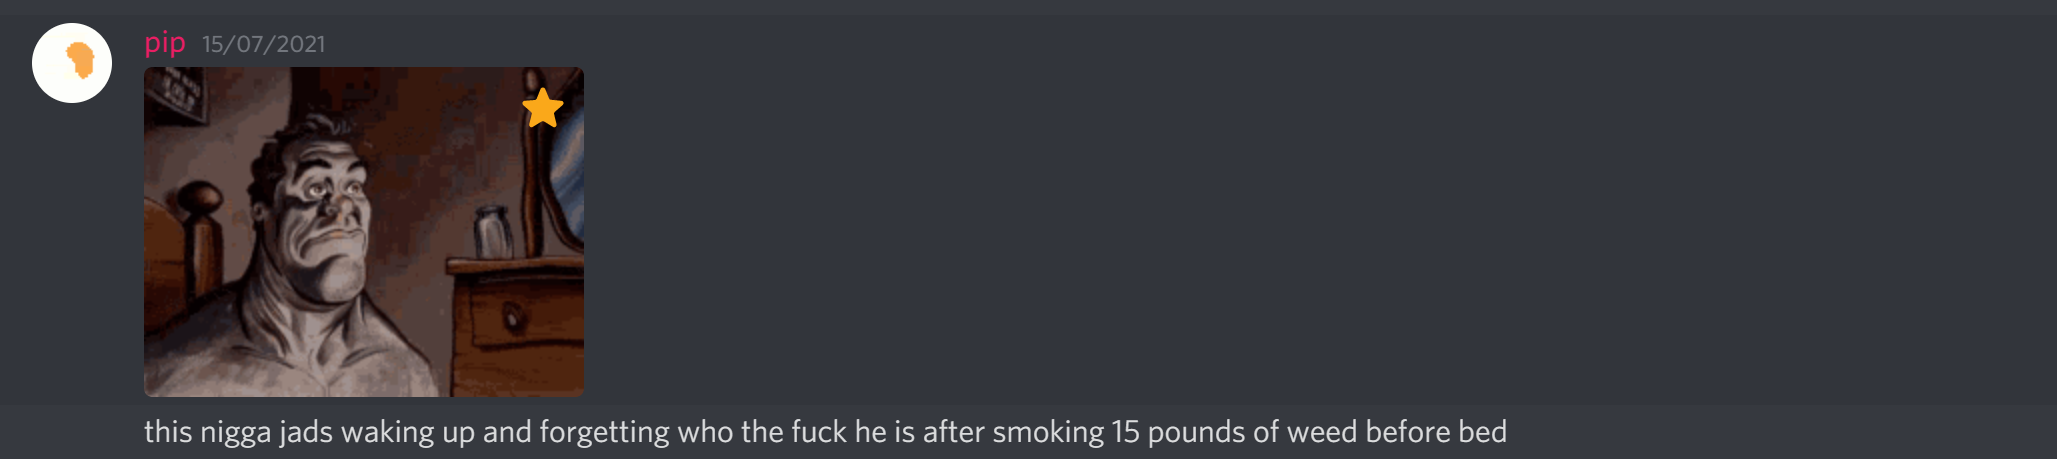 pip 15/07/2021
this nigga jads waking up and forgetting who the fuck he is after smoking 15 pounds of weed before bed